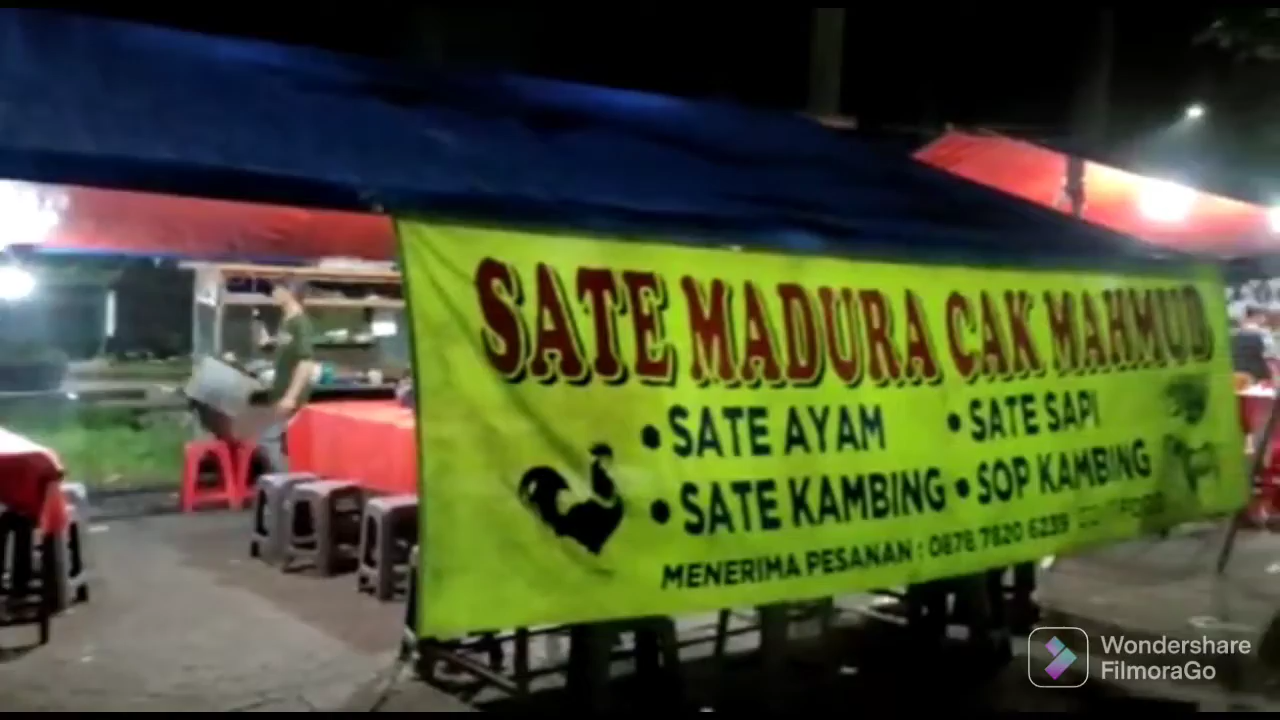 SATE MADURA CAK MAHMUD
• SATE AYAM • SATE SAPI
• SATE KAMBING • SOP KAMBING
MENERIMA PESANAN : 0878 7820 6239
Wondershare
FilmoraGo